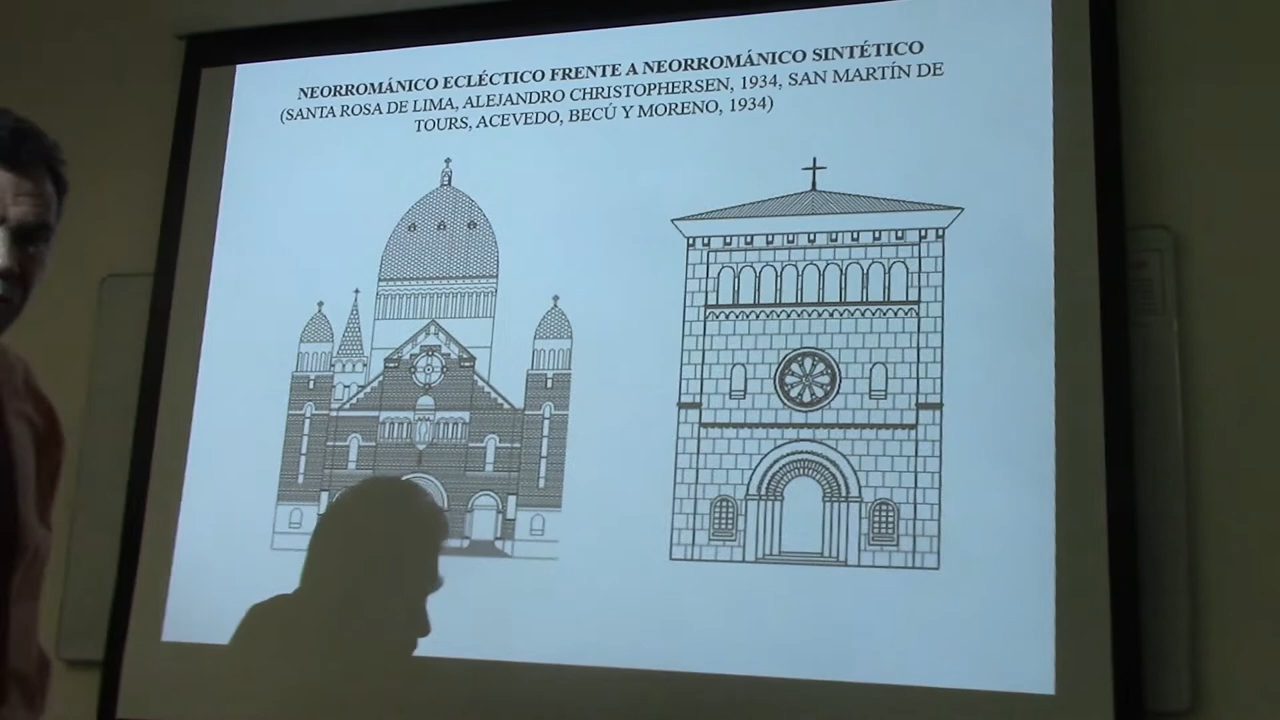 NEORROMÁNICO ECLÉCTICO FRENTE A NEORROMÁNICO SINTÉTICO
(SANTA ROSA DE LIMA, ALEJANDRO CHRISTOPHERSEN, 1934, SAN MARTÍN DE
TOURS, ACEVEDO, BECÚ Y MORENO, 1934)